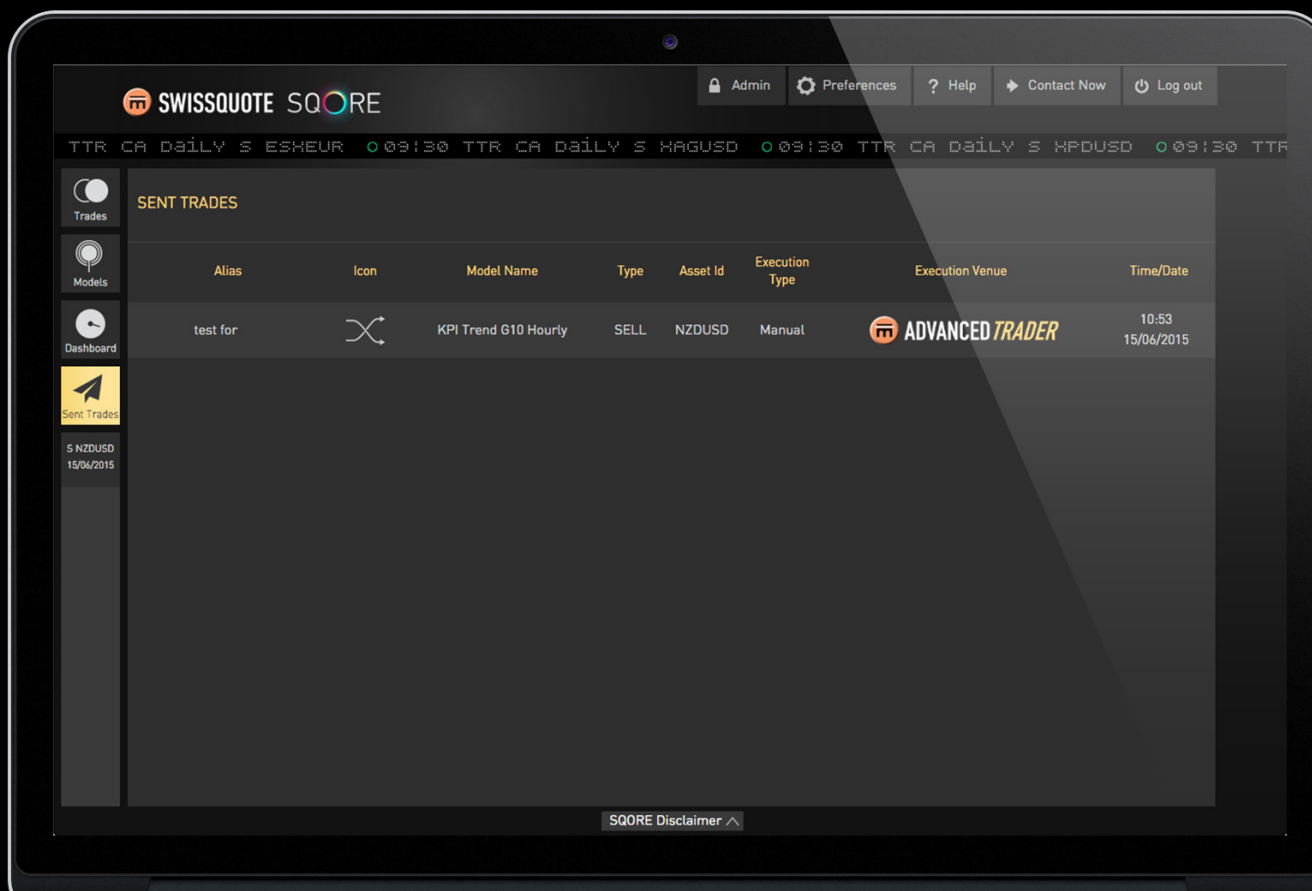 SWISSQUOTE SQORE
Admin
Preferences
? Help
Contact Now
Log out
TTR CA DAILY S ESXEUR 09:30 TTR CA DAILY S XAGUSD 09:30 TTR CA DAILY S XPDUSD 09:30 TTR
Trades
Models
Dashboard
Sent Trades
S NZDUSD
15/06/2015
SENT TRADES
Alias Icon Model Name Type Asset Id Execution Type Execution Venue Time/Date
test for KPI Trend G10 Hourly SELL NZDUSD Manual ADVANCED TRADER 10:53
15/06/2015
SQORE Disclaimer